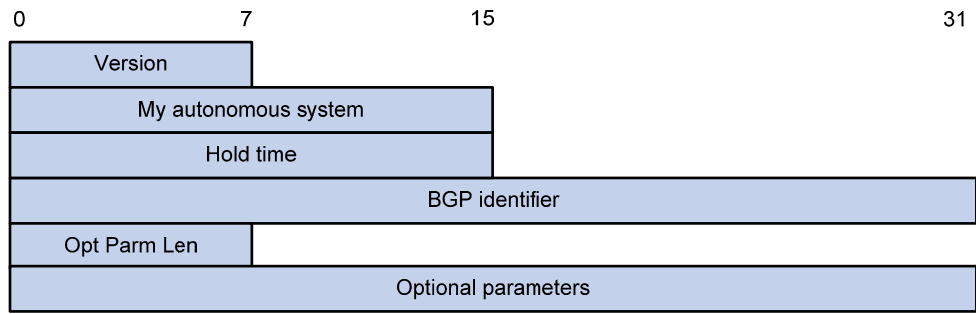 0 7 15 31
Version
My autonomous system
Hold time
BGP identifier
Opt Parm Len
Optional parameters